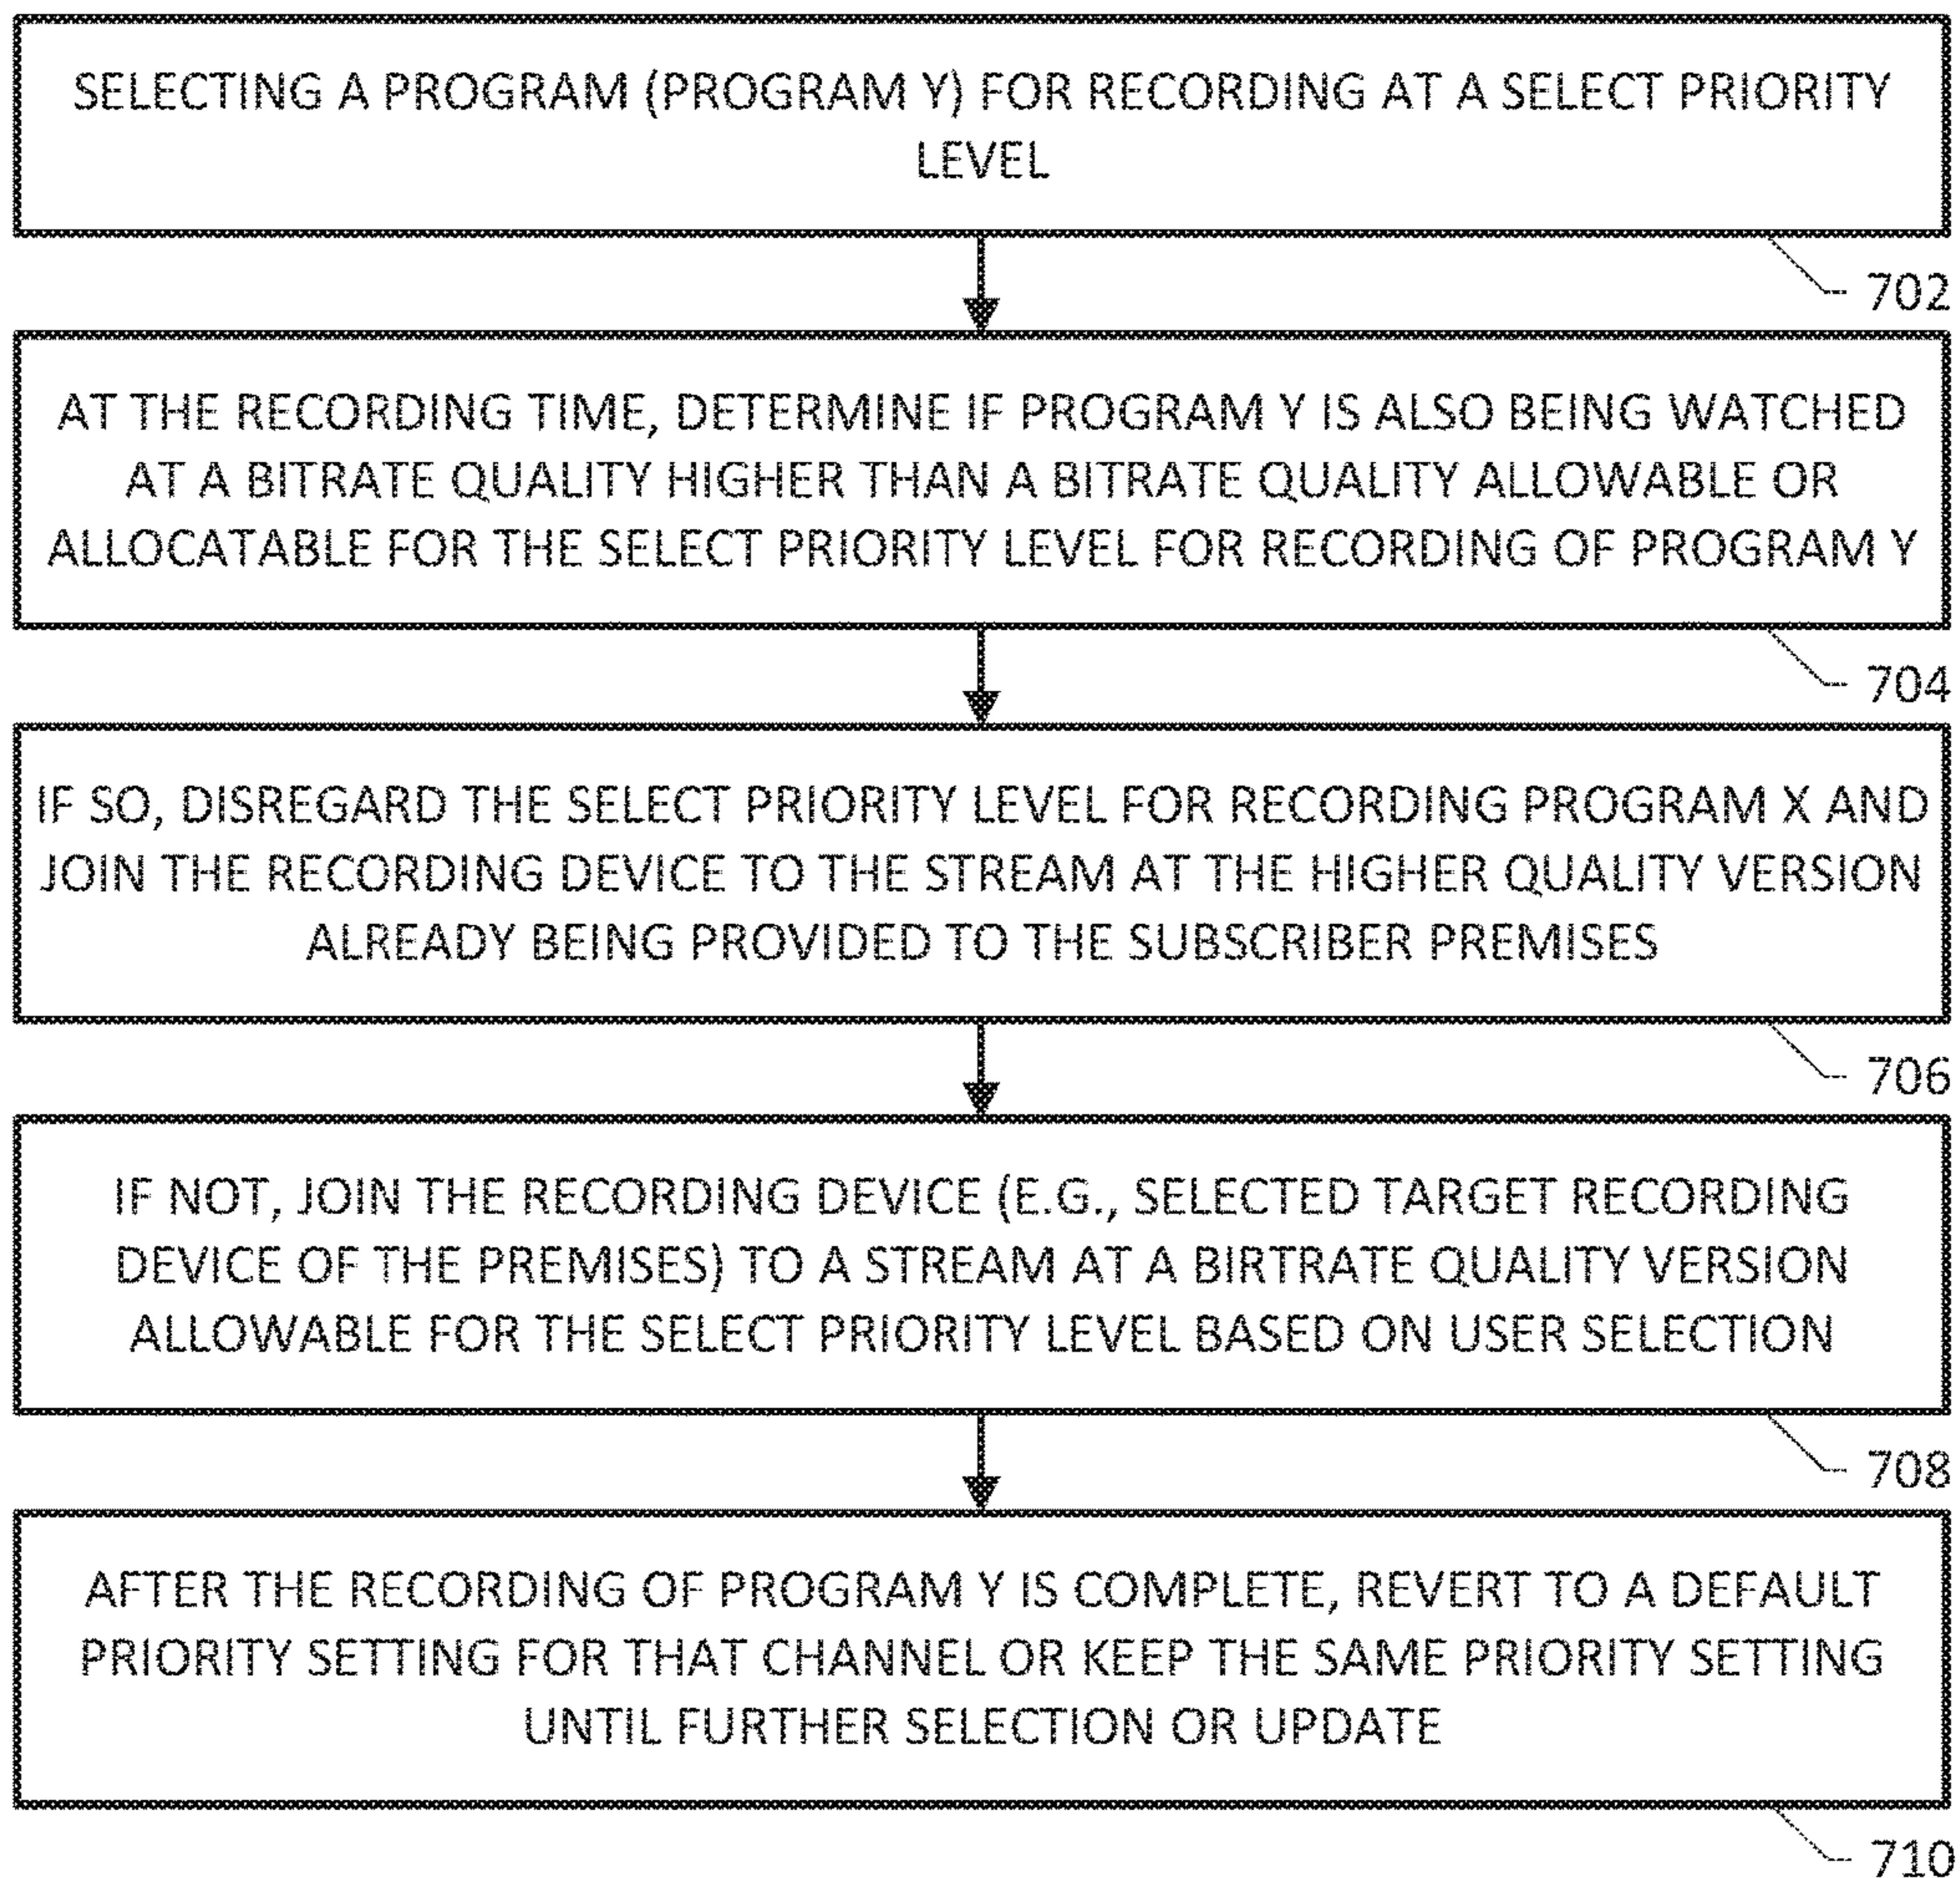 SELECTING A PROGRAM (PROGRAM Y) FOR RECORDING AT A SELECT PRIORITY
LEVEL
702
AT THE RECORDING TIME, DETERMINE IF PROGRAM Y IS ALSO BEING WATCHED
AT A BITRATE QUALITY HIGHER THAN A BITRATE QUALITY ALLOWABLE OR
ALLOCATABLE FOR THE SELECT PRIORITY LEVEL FOR RECORDING OF PROGRAM Y
704
IF SO, DISREGARD THE SELECT PRIORITY LEVEL FOR RECORDING PROGRAM X AND
JOIN THE RECORDING DEVICE TO THE STREAM AT THE HIGHER QUALITY VERSION
ALREADY BEING PROVIDED TO THE SUBSCRIBER PREMISES
706
IF NOT, JOIN THE RECORDING DEVICE (E.G., SELECTED TARGET RECORDING
DEVICE OF THE PREMISES) TO A STREAM AT A BIRTRATE QUALITY VERSION
ALLOWABLE FOR THE SELECT PRIORITY LEVEL BASED ON USER SELECTION
708
AFTER THE RECORDING OF PROGRAM Y IS COMPLETE, REVERT TO A DEFAULT
PRIORITY SETTING FOR THAT CHANNEL OR KEEP THE SAME PRIORITY SETTING
UNTIL FURTHER SELECTION OR UPDATE
710